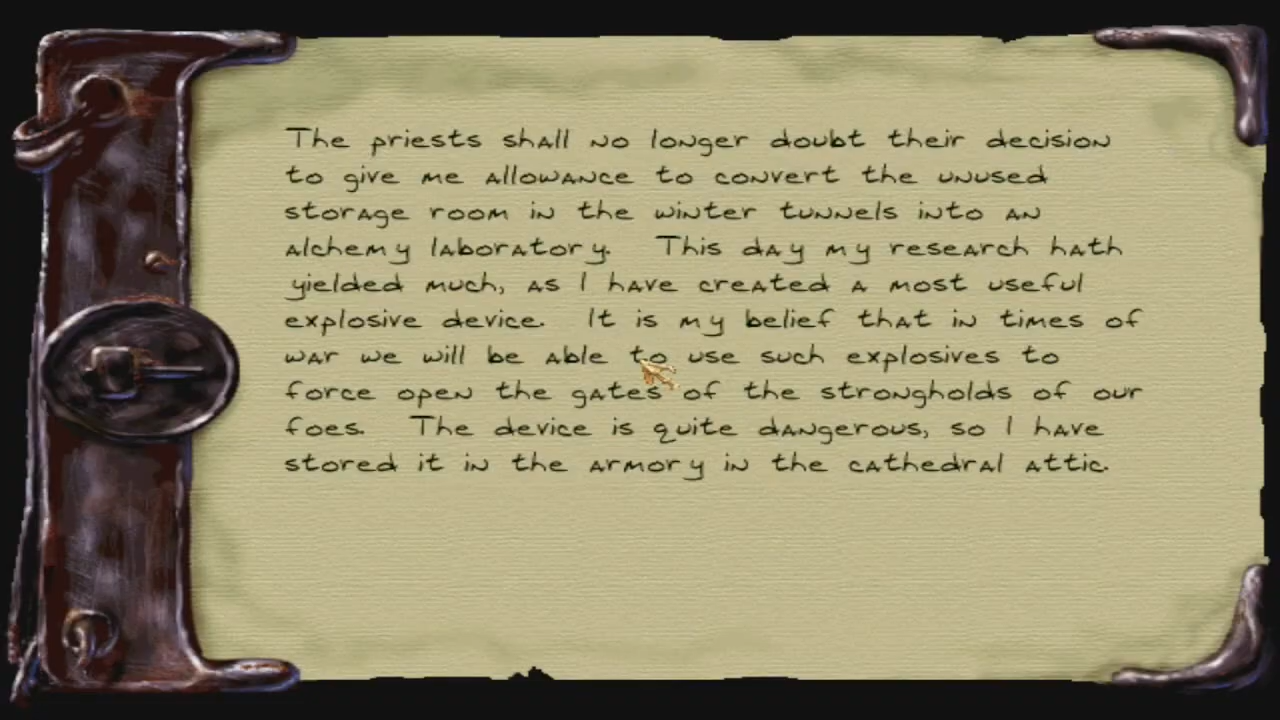 The priests shall no longer doubt their decision
to give me allowance to convert the unused
storage room in the winter tunnels into an
alchemy laboratory. This day my research hath
yielded much, as I have created a most useful
explosive device. It is my belief that in times of
war we will be able to use such explosives to
force open the gates of the strongholds of our
foes. The device is quite dangerous, so I have
stored it in the armory in the cathedral attic.